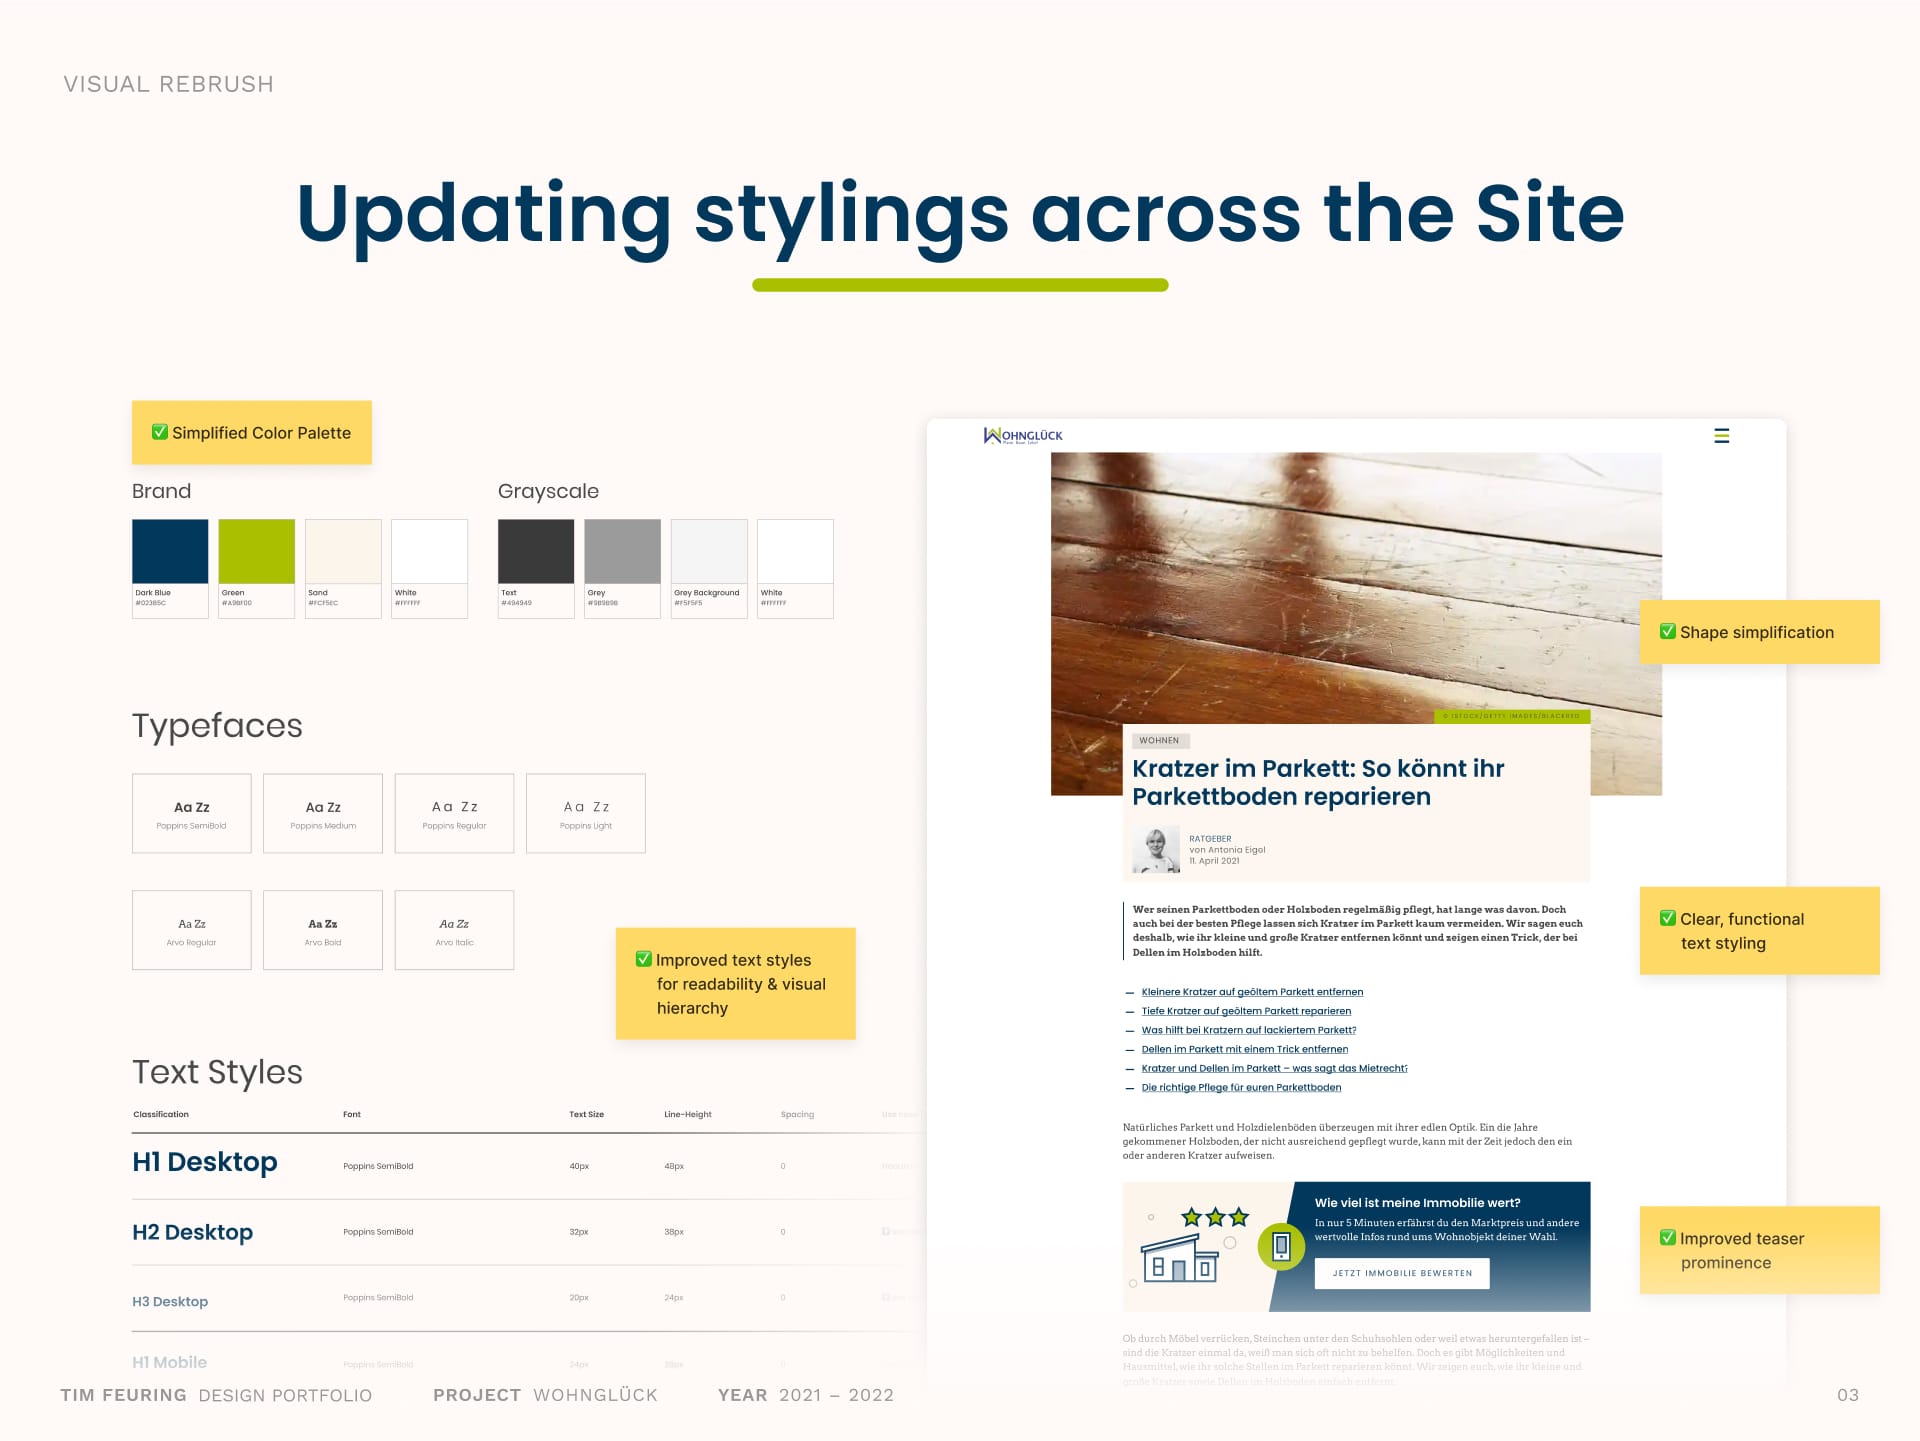 VISUAL REBRUSH
Updating stylings across the Site
✅ Simplified Color Palette
Brand
Dark Blue
#023B5C
Green
#A9BF00
Sand
#FCF5EC
White
#FFFFFF
Grayscale
Text
#494949
Grey
#9B9B9B
Grey Background
#F5F5F5
White
#FFFFFF
Typefaces
Aa Zz
Poppins SemiBold
Aa Zz
Poppins Medium
Aa Zz
Poppins Regular
Aa Zz
Poppins Light
Aa Zz
Arvo Regular
Aa Zz
Arvo Bold
Aa Zz
Arvo Italic
✅ Improved text styles
for readability & visual
hierarchy
Text Styles
Classification Font Text Size Line-Height Spacing
H1 Desktop Poppins SemiBold 40px 48px 0
H2 Desktop Poppins SemiBold 32px 38px 0
H3 Desktop Poppins SemiBold 20px 24px 0
H1 Mobile Poppins SemiBold 24px 28px 0
WOHNGLÜCK
© ISTOCK/GETTY IMAGES/BLACKRED
WOHNEN
Kratzer im Parkett: So könnt ihr
Parkettboden reparieren
RATGEBER
von Antonia Eigel
11. April 2021
Wer seinen Parkettboden oder Holzboden regelmäßig pflegt, hat lange was davon. Doch
auch bei der besten Pflege lassen sich Kratzer im Parkett kaum vermeiden. Wir sagen euch
deshalb, wie ihr kleine und große Kratzer entfernen könnt und zeigen einen Trick, der bei
Dellen im Holzboden hilft.
— Kleinere Kratzer auf geöltem Parkett entfernen
— Tiefe Kratzer auf geöltem Parkett reparieren
— Was hilft bei Kratzern auf lackiertem Parkett?
— Dellen im Parkett mit einem Trick entfernen
— Kratzer und Dellen im Parkett – was sagt das Mietrecht?
— Die richtige Pflege für euren Parkettboden
Natürliches Parkett und Holzdielenböden überzeugen mit ihrer edlen Optik. Ein die Jahre
gekommener Holzboden, der nicht ausreichend gepflegt wurde, kann mit der Zeit jedoch den ein
oder anderen Kratzer aufweisen.
Wie viel ist meine Immobilie wert?
In nur 5 Minuten erfährst du den Marktpreis und andere
wertvolle Infos rund ums Wohnobjekt deiner Wahl.
JETZT IMMOBILIE BEWERTEN
Ob durch Möbel verrücken, Steinchen unter den Schuhsohlen oder weil etwas heruntergefallen ist –
sind die Kratzer einmal da, weiß man sich oft nicht zu behelfen. Doch es gibt Möglichkeiten und
Hausmittel, wie ihr solche Stellen im Parkett reparieren könnt. Wir zeigen euch, wie ihr kleine und
große Kratzer sowie Dellen im Holzboden einfach entfernt.
✅ Shape simplification
✅ Clear, functional
text styling
✅ Improved teaser
prominence
TIM FEURING DESIGN PORTFOLIO PROJECT WOHNGLÜCK YEAR 2021 – 2022 03